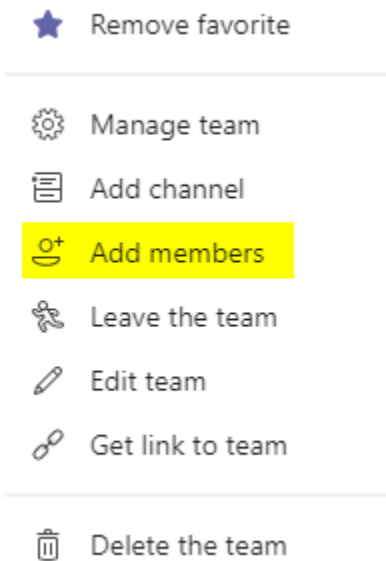 Remove favorite
Manage team
Add channel
Add members
Leave the team
Edit team
Get link to team
Delete the team